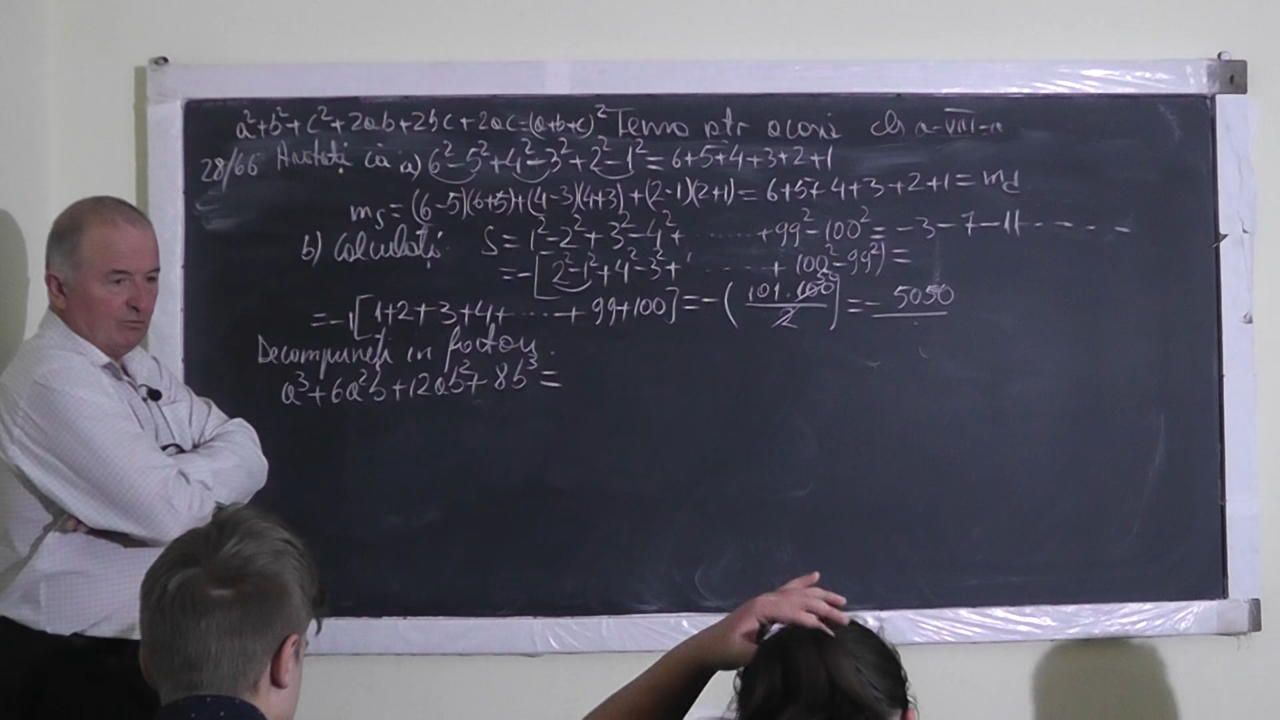 a²+b²+c²+2ab+2bc+2ac=(a+b+c)² Tema ptr acasă cls a-VIII-a
28/66 Arătați că a) 6²-5²+4²-3²+2²-1²=6+5+4+3+2+1
ms=(6-5)(6+5)+(4-3)(4+3)+(2-1)(2+1)=6+5+4+3+2+1=md
b) Calculați S=1²-2²+3²-4²+.......+99²-100²=-3-7-11-----
=-[2²-1²+4²-3²+.......+100²-99²)=
=-1[1+2+3+4+.....+99+100]=-(101·100/2)=-5050
Decompuneți in factori.
a³+6a²b+12ab²+8b³=